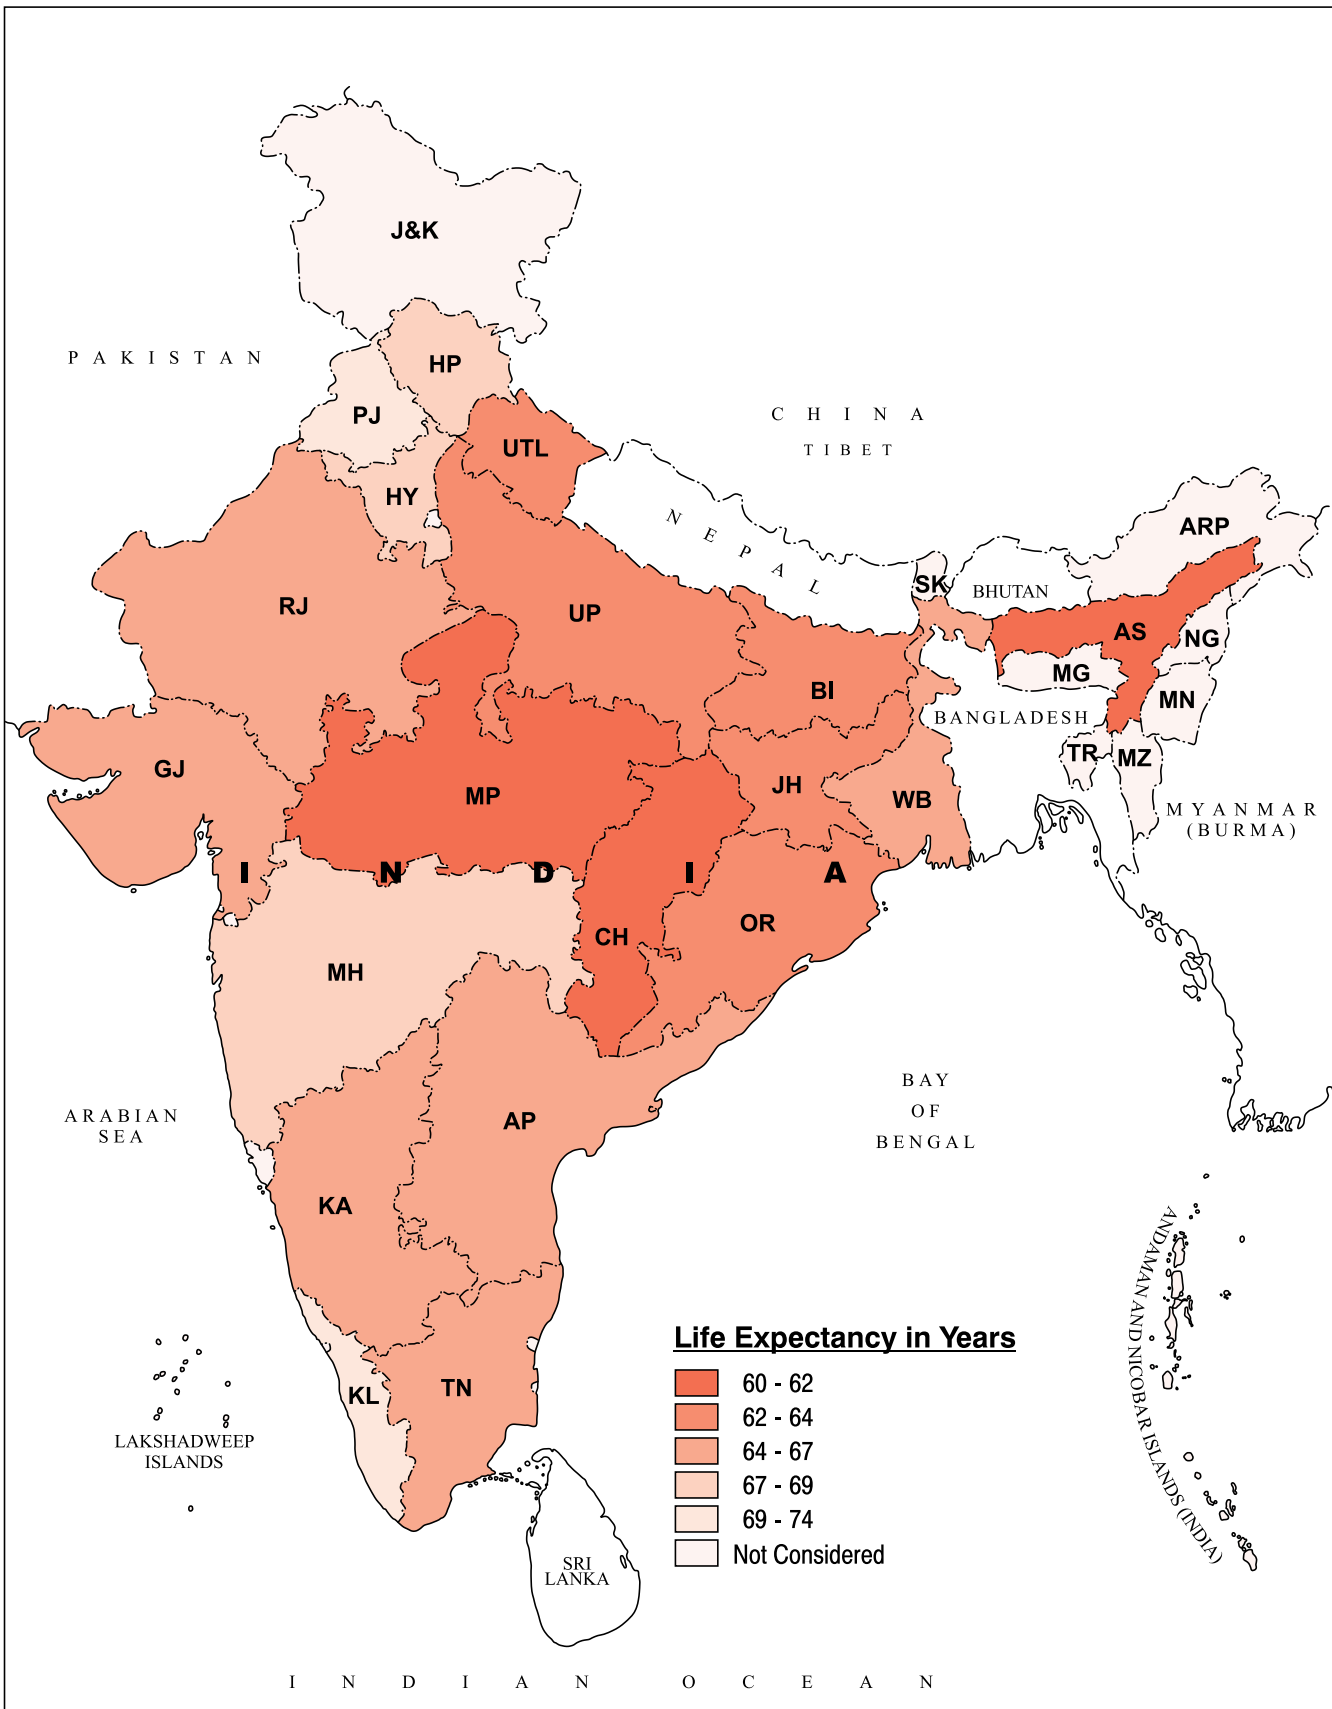 J&K
PAKISTAN
HP
PJ
CHINA
TIBET
UTL
HY
NEPAL
ARP
SK
BHUTAN
RJ
UP
AS
NG
MG
BI
MN
BANGLADESH
TR
MZ
GJ
MP
JH
WB
MYANMAR
(BURMA)
INDIA
CH
OR
MH
BAY
OF
BENGAL
ARABIAN
SEA
AP
KA
ANDAMAN AND NICOBAR ISLANDS (INDIA)
Life Expectancy in Years
60 - 62
62 - 64
64 - 67
67 - 69
69 - 74
Not Considered
KL
TN
LAKSHADWEEP
ISLANDS
SRI
LANKA
INDIAN OCEAN